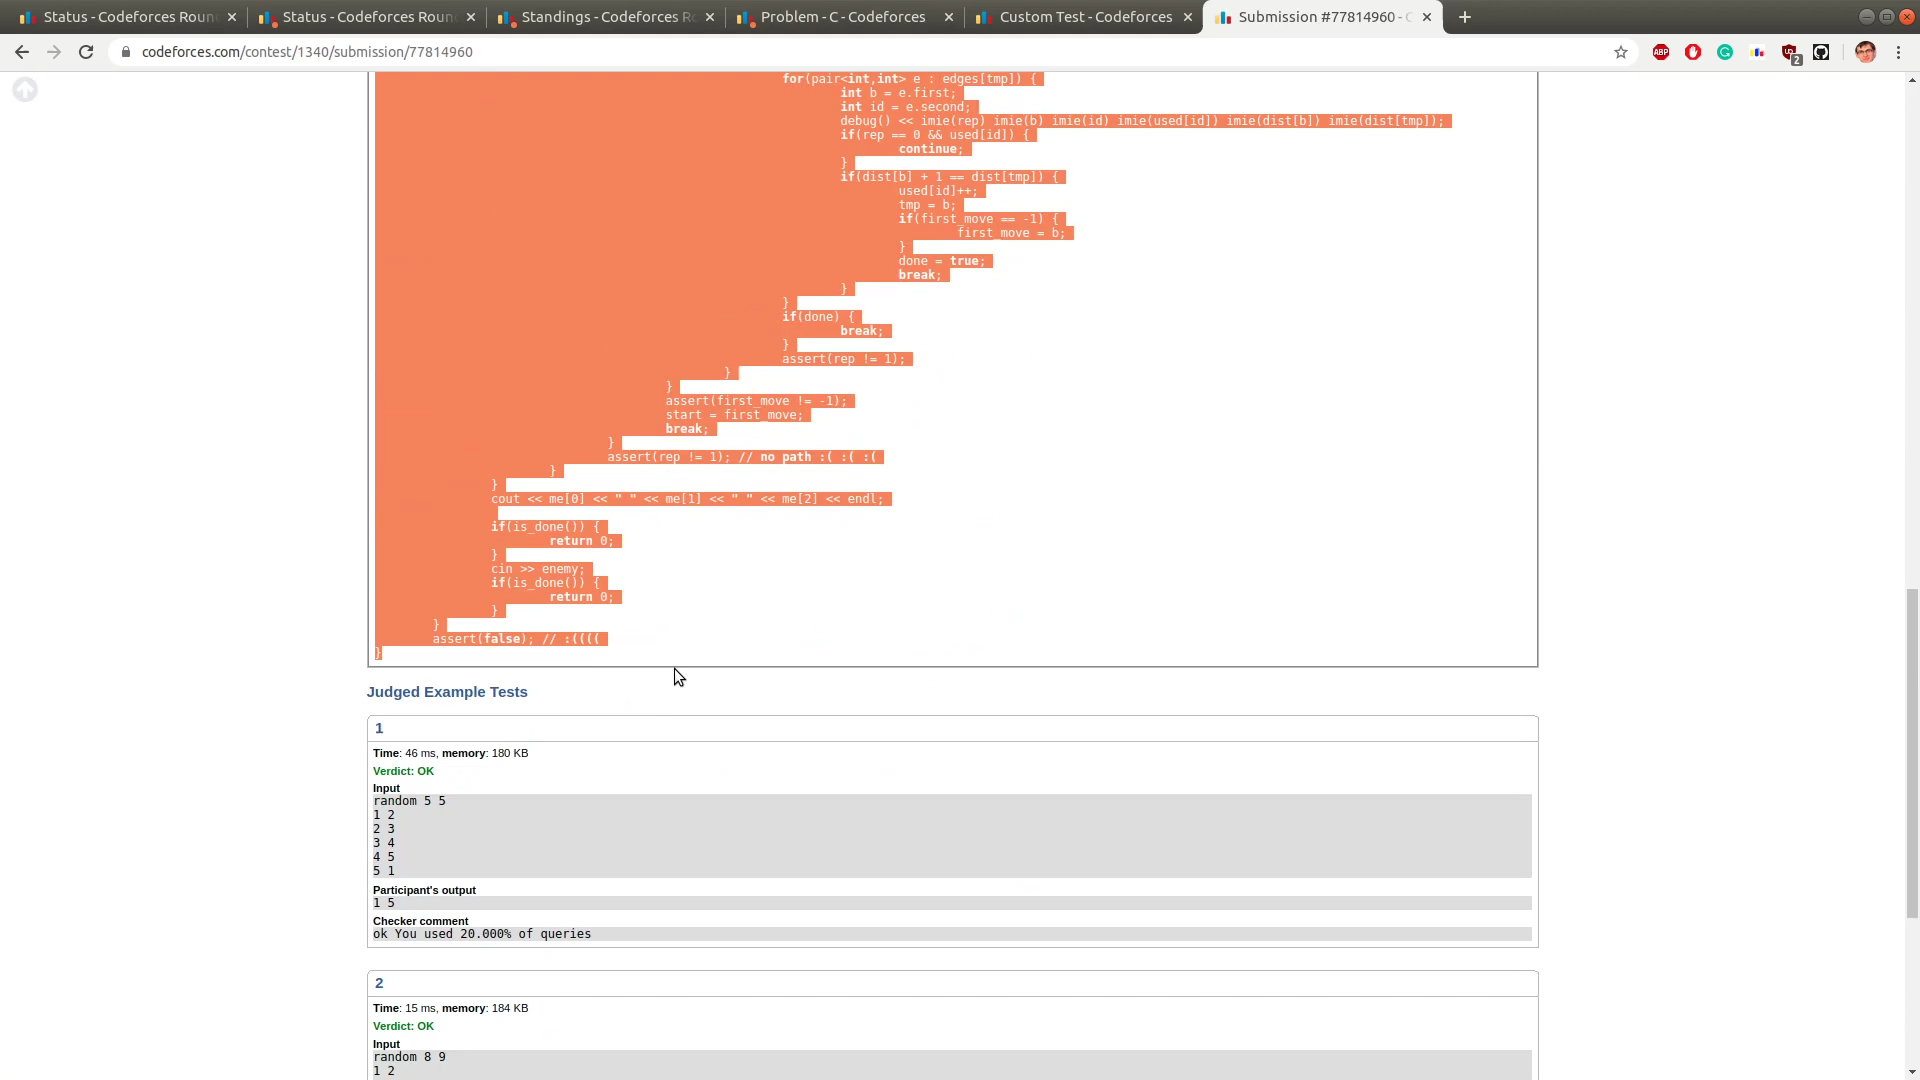 Status - Codeforces Roun
Status - Codeforces Roun
Standings - Codeforces Ro
Problem - C - Codeforces
Custom Test - Codeforces
Submission #77814960 - C
codeforces.com/contest/1340/submission/77814960
ABP
2
for(pair<int,int> e : edges[tmp]) {
int b = e.first;
int id = e.second;
debug() << imie(rep) imie(b) imie(id) imie(used[id]) imie(dist[b]) imie(dist[tmp]);
if(rep == 0 && used[id]) {
continue;
}
if(dist[b] + 1 == dist[tmp]) {
used[id]++;
tmp = b;
if(first_move == -1) {
first_move = b;
}
done = true;
break;
}
}
if(done) {
break;
}
assert(rep != 1);
}
}
assert(first_move != -1);
start = first_move;
break;
}
assert(rep != 1); // no path :( :( :(
}
}
cout << me[0] << " " << me[1] << " " << me[2] << endl;
if(is_done()) {
return 0;
}
cin >> enemy;
if(is_done()) {
return 0;
}
}
assert(false); // :((((
}
Judged Example Tests
1
Time: 46 ms, memory: 180 KB
Verdict: OK
Input
random 5 5
1 2
2 3
3 4
4 5
5 1
Participant's output
1 5
Checker comment
ok You used 20.000% of queries
2
Time: 15 ms, memory: 184 KB
Verdict: OK
Input
random 8 9
1 2